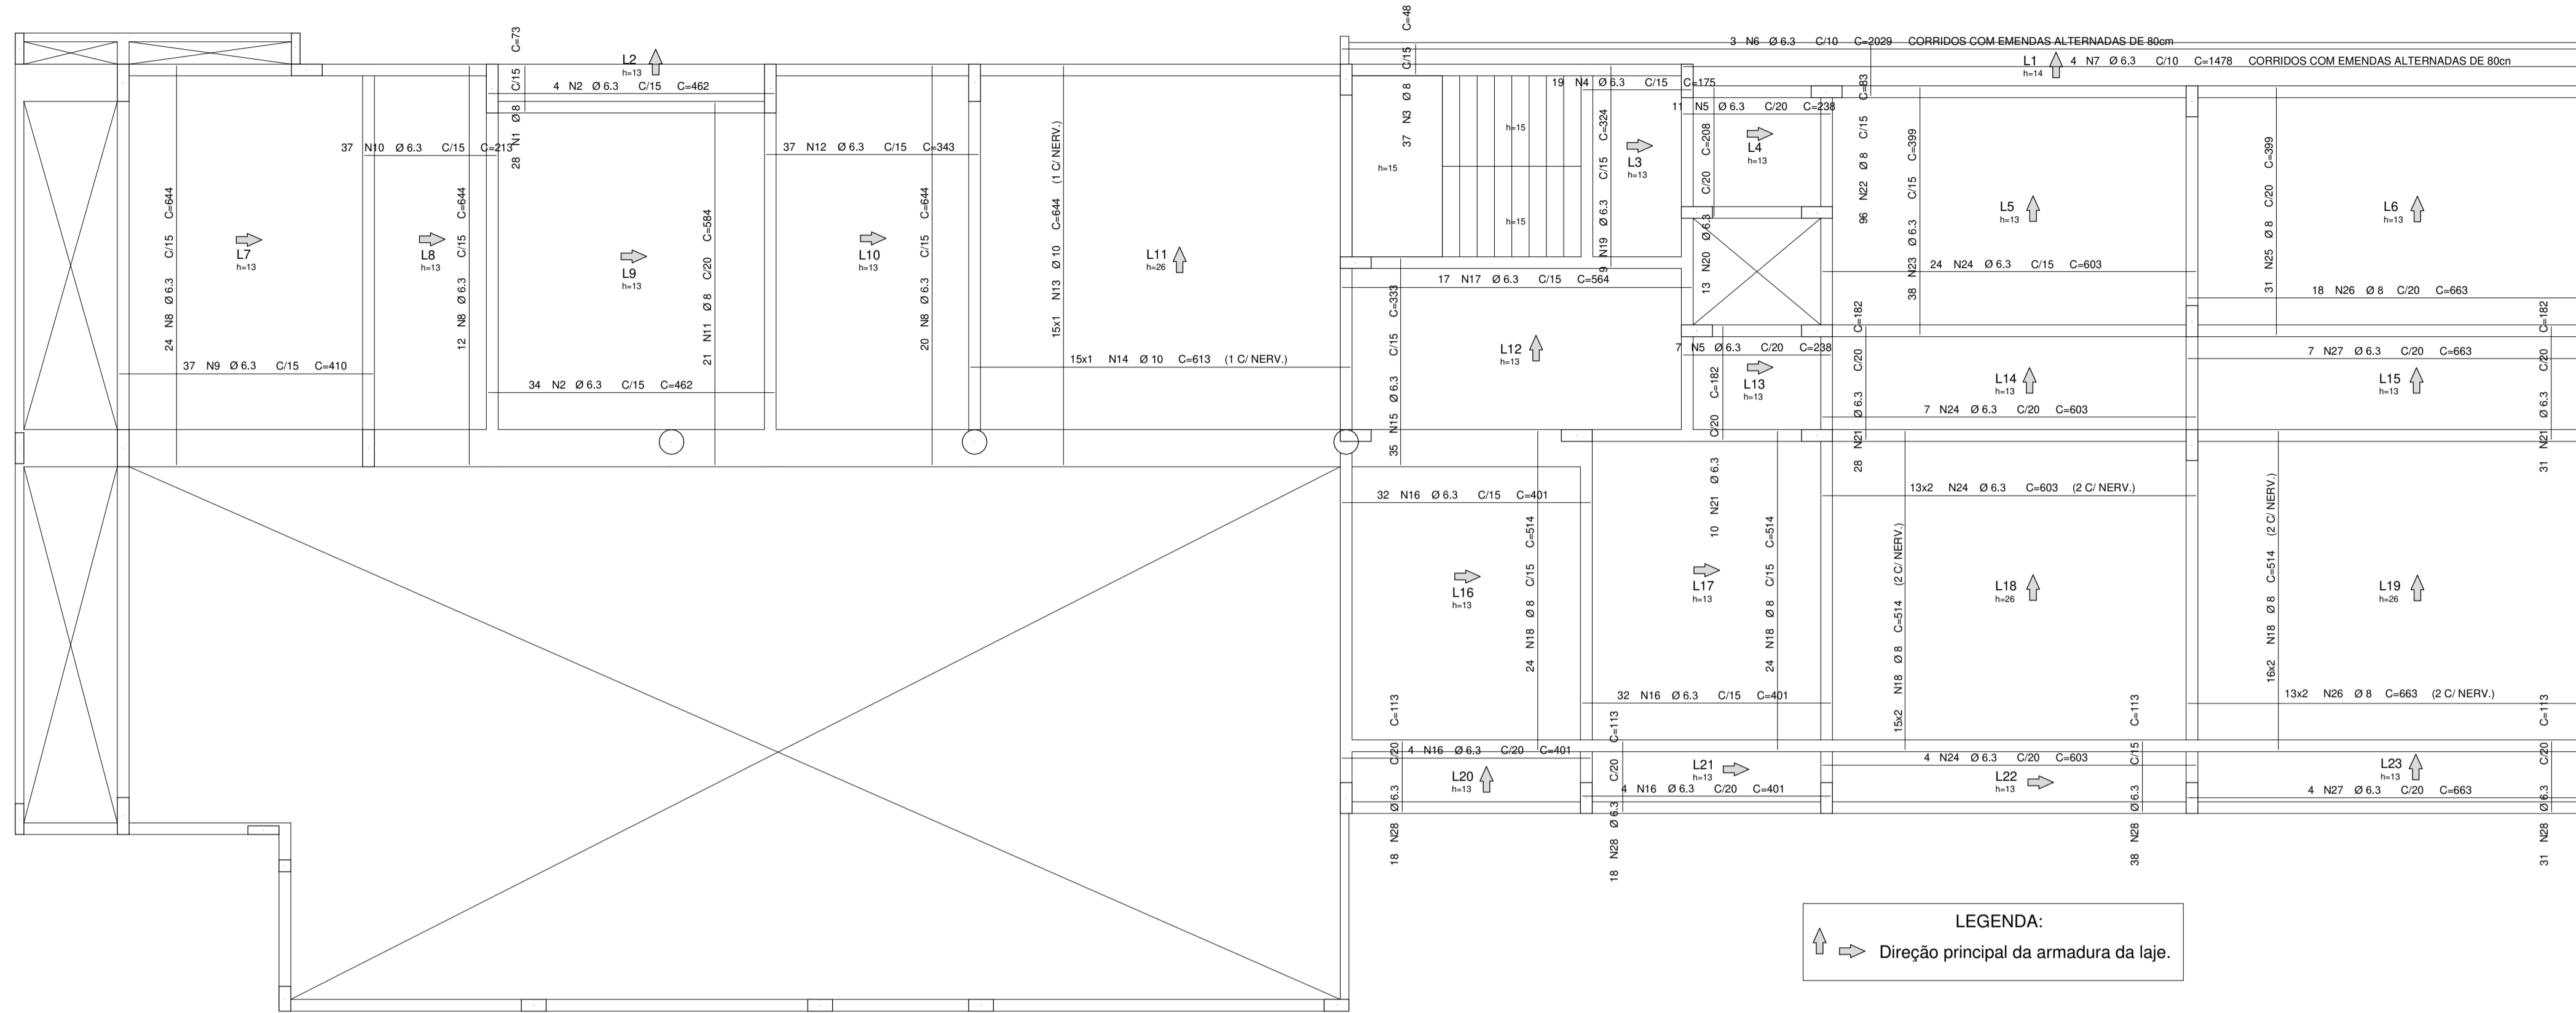 C=48
3 N6 Ø 6.3 C/10 C=2029 CORRIDOS COM EMENDAS ALTERNADAS DE 80cm
L1 h=14
4 N7 Ø 6.3 C/10 C=1478 CORRIDOS COM EMENDAS ALTERNADAS DE 80cn
L2
h=13
28 N1 Ø 8 C/15 C=73
4 N2 Ø 6.3 C/15 C=462
37 N3 Ø 8 C/15
19 N4 Ø 6.3 C/15 C=175
11 N5 Ø 6.3 C/20 C=238
37 N10 Ø 6.3 C/15 C=213
37 N12 Ø 6.3 C/15 C=343
24 N8 Ø 6.3 C/15 C=644
12 N8 Ø 6.3 C/15 C=644
21 N11 Ø 8 C/20 C=584
20 N8 Ø 6.3 C/15 C=644
15x1 N13 Ø 10 C=644 (1 C/ NERV.)
h=15
h=15
h=15
9 N19 Ø 6.3 C/15 C=324
L3
h=13
13 N20 Ø 6.3 C/20 C=208
L4
h=13
96 N22 Ø 8 C/15 C=83
38 N23 Ø 6.3 C/15 C=399
31 N25 Ø 8 C/20 C=399
L5
h=13
L6
h=13
L7
h=13
L8
h=13
L9
h=13
L10
h=13
L11
h=26
24 N24 Ø 6.3 C/15 C=603
17 N17 Ø 6.3 C/15 C=564
18 N26 Ø 8 C/20 C=663
37 N9 Ø 6.3 C/15 C=410
34 N2 Ø 6.3 C/15 C=462
15x1 N14 Ø 10 C=613 (1 C/ NERV.)
35 N15 Ø 6.3 C/15 C=333
L12
h=13
7 N5 Ø 6.3 C/20 C=238
L13
h=13
10 N21 Ø 6.3 C/20 C=182
28 N21 Ø 6.3 C/20 C=182
L14
h=13
7 N27 Ø 6.3 C/20 C=663
L15
h=13
31 N21 Ø 6.3 C/20 C=182
7 N24 Ø 6.3 C/20 C=603
32 N16 Ø 6.3 C/15 C=401
13x2 N24 Ø 6.3 C=603 (2 C/ NERV.)
24 N18 Ø 8 C/15 C=514
24 N18 Ø 8 C/15 C=514
15x2 N18 Ø 8 C=514 (2 C/ NERV.)
16x2 N18 Ø 8 C=514 (2 C/ NERV.)
L16
h=13
L17
h=13
L18
h=26
L19
h=26
32 N16 Ø 6.3 C/15 C=401
13x2 N26 Ø 8 C=663 (2 C/ NERV.)
18 N28 Ø 6.3 C/20 C=113
18 N28 Ø 6.3 C/20 C=113
38 N28 Ø 6.3 C/15 C=113
31 N28 Ø 6.3 C/20 C=113
4 N16 Ø 6.3 C/20 C=401
4 N24 Ø 6.3 C/20 C=603
L20
h=13
L21
h=13
L22
h=13
L23
h=13
4 N16 Ø 6.3 C/20 C=401
4 N27 Ø 6.3 C/20 C=663
LEGENDA:
Direção principal da armadura da laje.